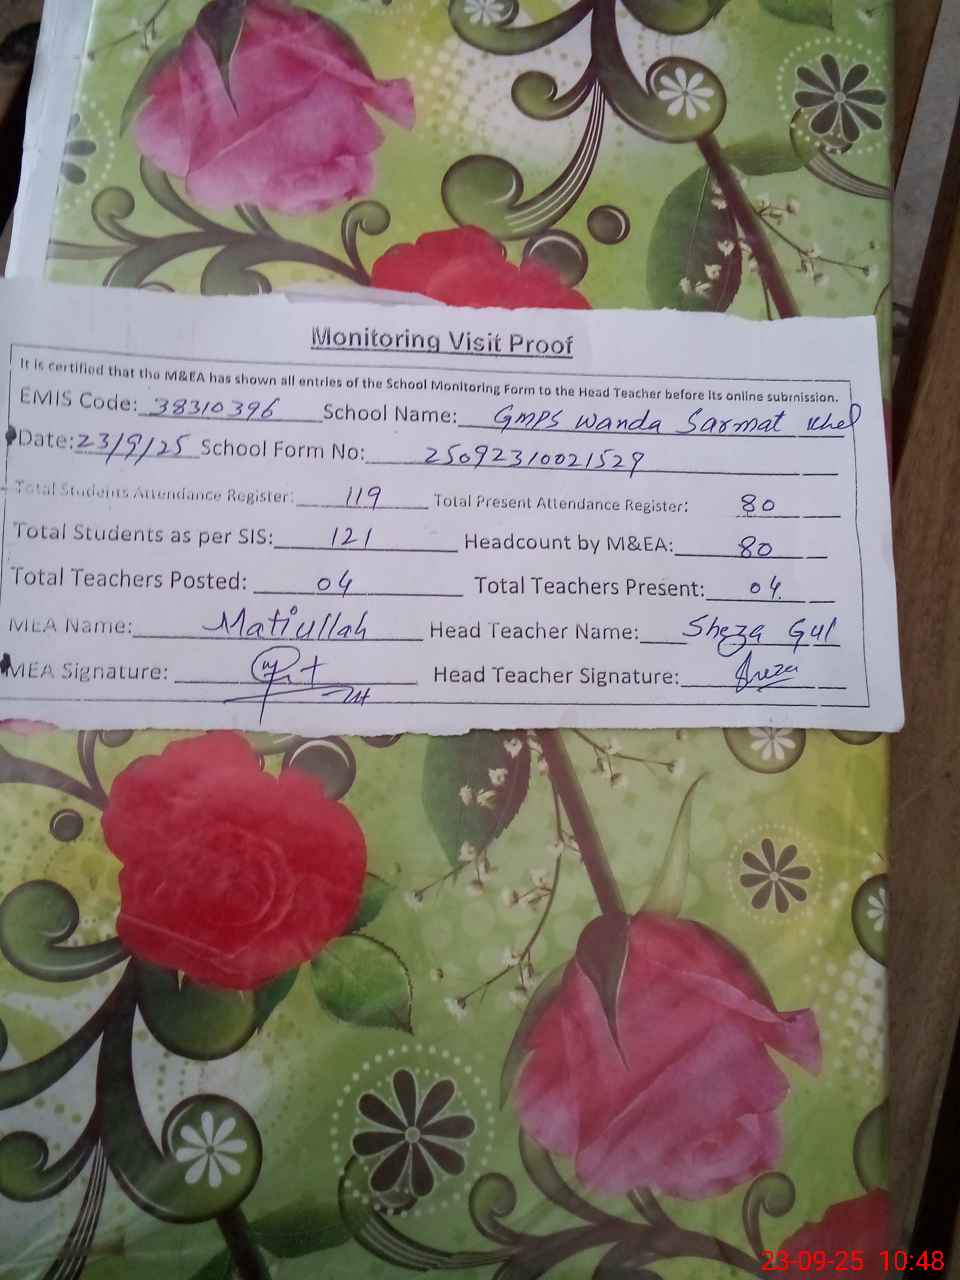 Monitoring Visit Proof
It is certified that the M&EA has shown all entries of the School Monitoring Form to the Head Teacher before its online submission.
EMIS Code: 38310396 School Name: GMPS Wanda Sarmat Khel
Date: 23/9/25 School Form No: 25092310021529
Total Students Attendance Register: 119 Total Present Attendance Register: 80
Total Students as per SIS: 121 Headcount by M&EA: 80
Total Teachers Posted: 04 Total Teachers Present: 04
MEA Name: Matiullah Head Teacher Name: Sheza Gul
MEA Signature: Head Teacher Signature: Sheza
23-09-25 10:48